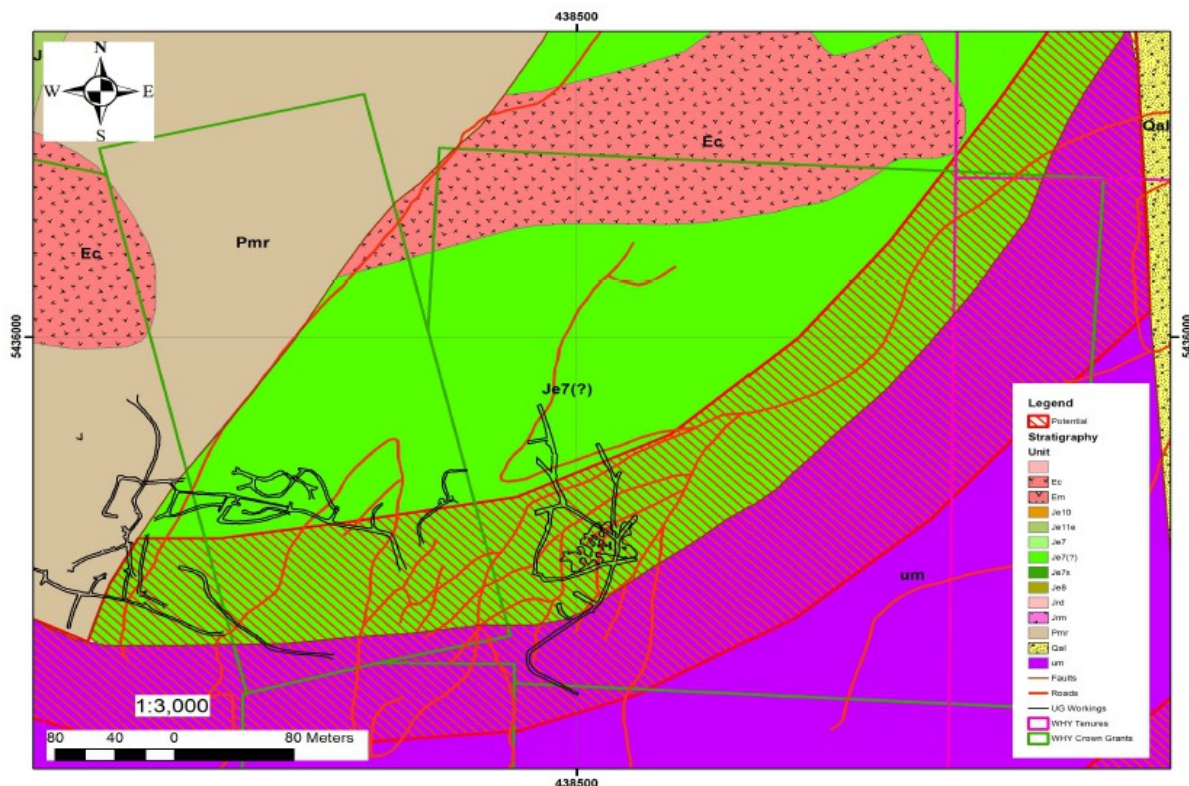 438500
J
N
W E
S
Ec
Qal
Pmr
Ec
5436000
5436000
Je7(?)
J
um
1:3,000
80 40 0 80 Meters
438500
Legend
Potential
Stratigraphy
Unit
Ec
Em
Je10
Je11e
Je7
Je7(?)
Je7s
Je8
Jrd
Jrm
Pmr
Qal
um
Faults
Roads
UG Workings
WHY Tenures
WHY Crown Grants